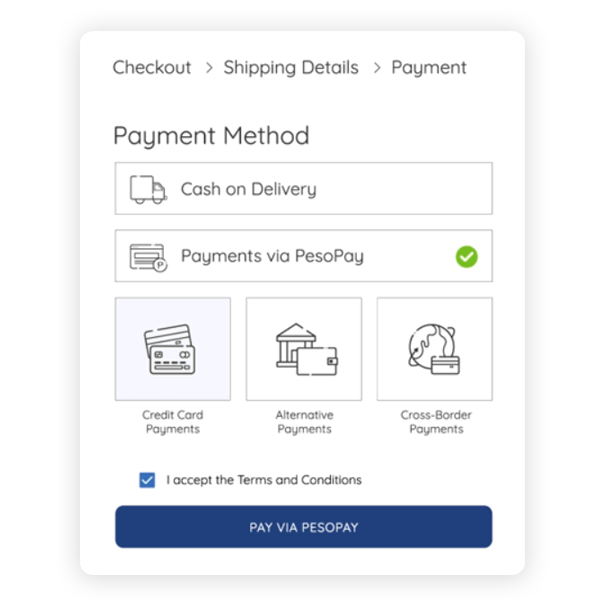 Checkout > Shipping Details > Payment
Payment Method
Cash on Delivery
P
Payments via PesoPay
Credit Card
Payments
Alternative
Payments
Cross-Border
Payments
I accept the Terms and Conditions
PAY VIA PESOPAY